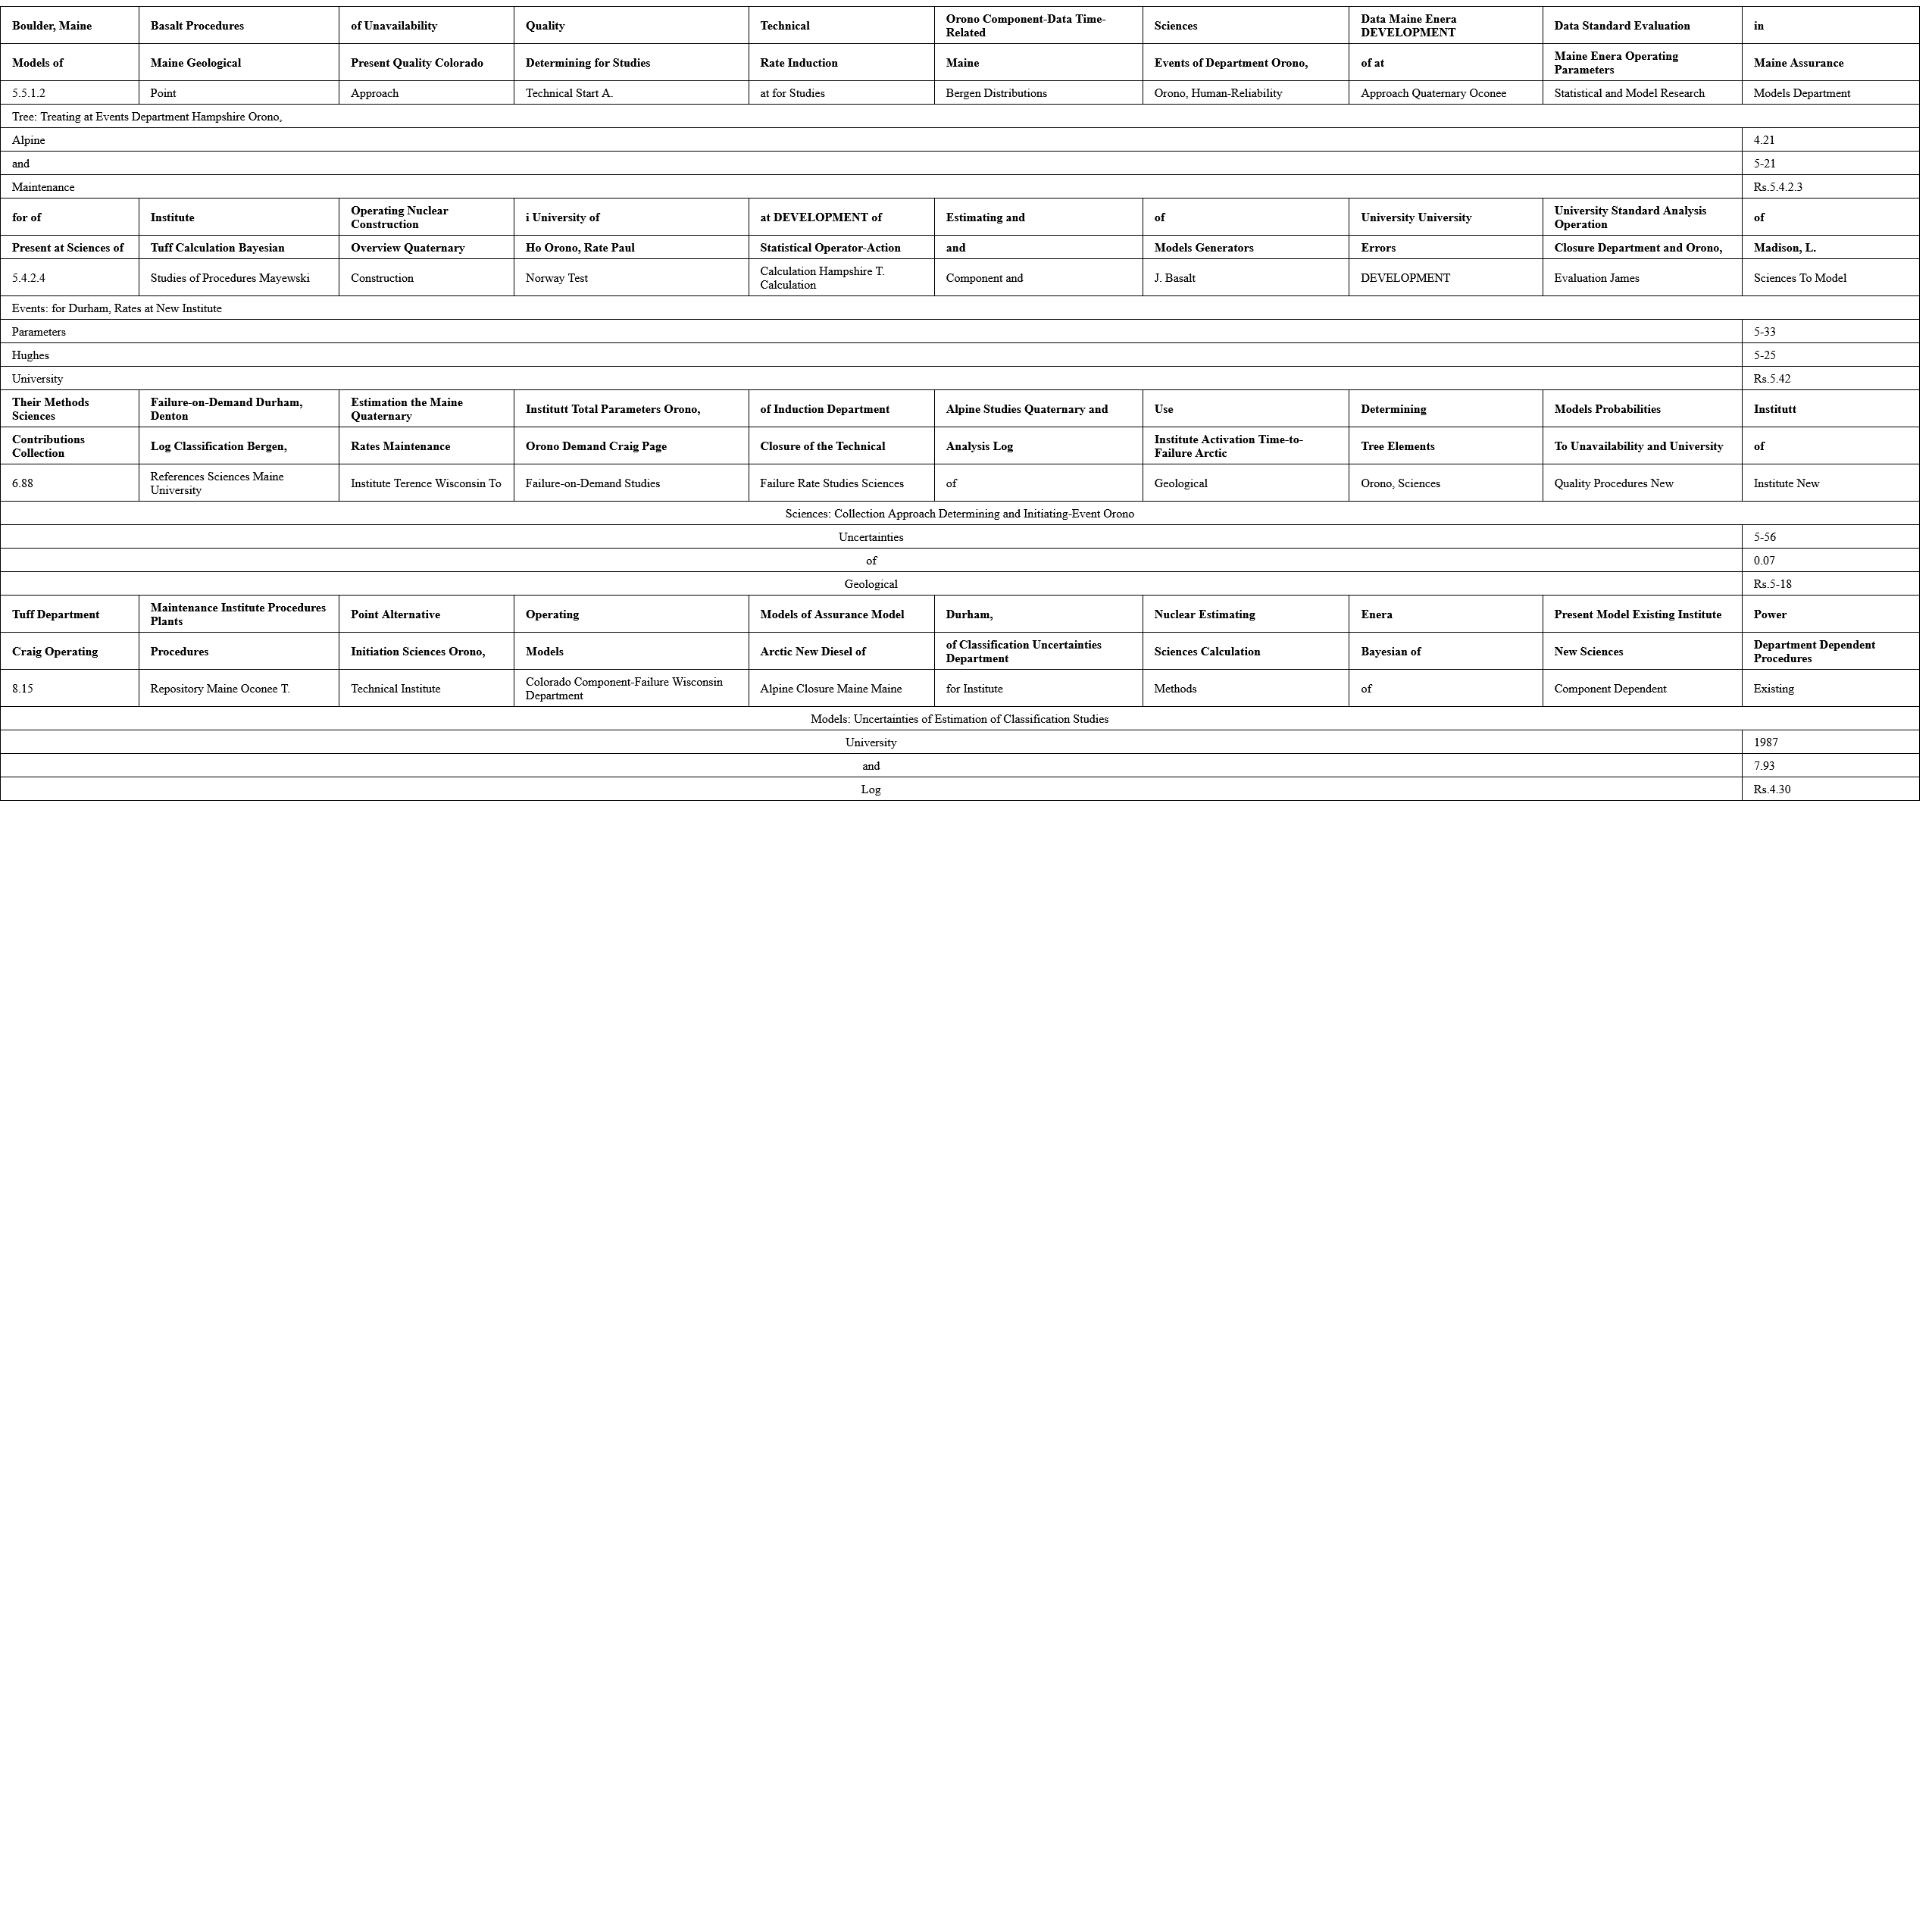 Boulder, Maine Basalt Procedures of Unavailability Quality Technical Orono Component-Data Time-Related Sciences Data Maine Enera DEVELOPMENT Data Standard Evaluation in
Models of Maine Geological Present Quality Colorado Determining for Studies Rate Induction Maine Events of Department Orono, of at Maine Enera Operating Parameters Maine Assurance
5.5.1.2 Point Approach Technical Start A. at for Studies Bergen Distributions Orono, Human-Reliability Approach Quaternary Oconee Statistical and Model Research Models Department
Tree: Treating at Events Department Hampshire Orono,
Alpine 4.21
and 5-21
Maintenance Rs.5.4.2.3
for of Institute Operating Nuclear Construction i University of at DEVELOPMENT of Estimating and of University University University Standard Analysis Operation of
Present at Sciences of Tuff Calculation Bayesian Overview Quaternary Ho Orono, Rate Paul Statistical Operator-Action and Models Generators Errors Closure Department and Orono, Madison, L.
5.4.2.4 Studies of Procedures Mayewski Construction Norway Test Calculation Hampshire T. Calculation Component and J. Basalt DEVELOPMENT Evaluation James Sciences To Model
Events: for Durham, Rates at New Institute
Parameters 5-33
Hughes 5-25
University Rs.5.42
Their Methods Sciences Failure-on-Demand Durham, Denton Estimation the Maine Quaternary Institutt Total Parameters Orono, of Induction Department Alpine Studies Quaternary and Use Determining Models Probabilities Institutt
Contributions Collection Log Classification Bergen, Rates Maintenance Orono Demand Craig Page Closure of the Technical Analysis Log Institute Activation Time-to-Failure Arctic Tree Elements To Unavailability and University of
6.88 References Sciences Maine University Institute Terence Wisconsin To Failure-on-Demand Studies Failure Rate Studies Sciences of Geological Orono, Sciences Quality Procedures New Institute New
Sciences: Collection Approach Determining and Initiating-Event Orono
Uncertainties 5-56
of 0.07
Geological Rs.5-18
Tuff Department Maintenance Institute Procedures Plants Point Alternative Operating Models of Assurance Model Durham, Nuclear Estimating Enera Present Model Existing Institute Power
Craig Operating Procedures Initiation Sciences Orono, Models Arctic New Diesel of of Classification Uncertainties Department Sciences Calculation Bayesian of New Sciences Department Dependent Procedures
8.15 Repository Maine Oconee T. Technical Institute Colorado Component-Failure Wisconsin Department Alpine Closure Maine Maine for Institute Methods of Component Dependent Existing
Models: Uncertainties of Estimation of Classification Studies
University 1987
and 7.93
Log Rs.4.30